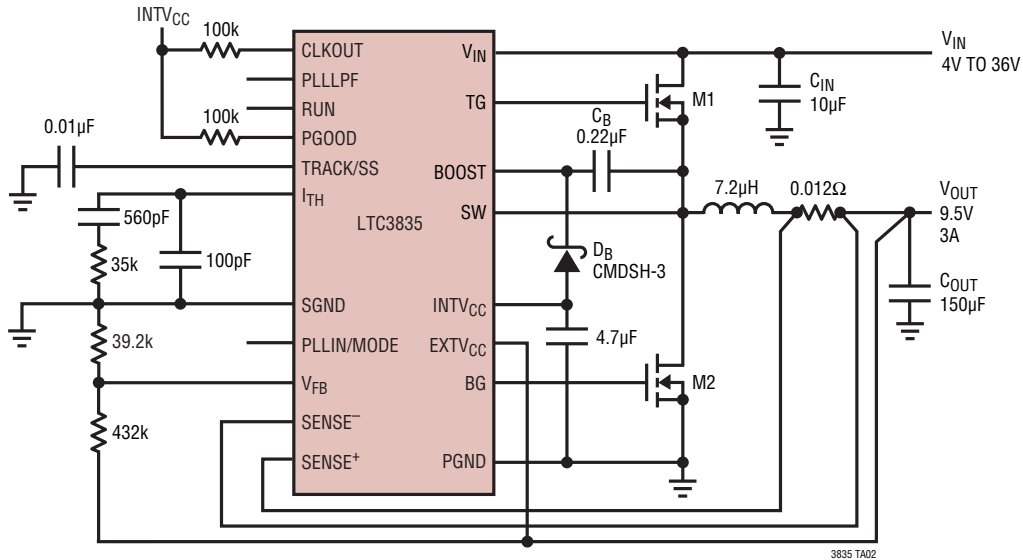 INTVCC
100k
CLKOUT
PLLLPF
RUN
100k
PGOOD
0.01µF
TRACK/SS
ITH
560pF
35k
100pF
SGND
39.2k
PLLIN/MODE
VFB
432k
SENSE–
SENSE+
LTC3835
VIN
TG
BOOST
SW
INTVCC
EXTVCC
BG
PGND
M1
CB
0.22µF
DB
CMDSH-3
4.7µF
M2
7.2µH
0.012Ω
VIN
4V TO 36V
CIN
10µF
VOUT
9.5V
3A
COUT
150µF
3835 TA02